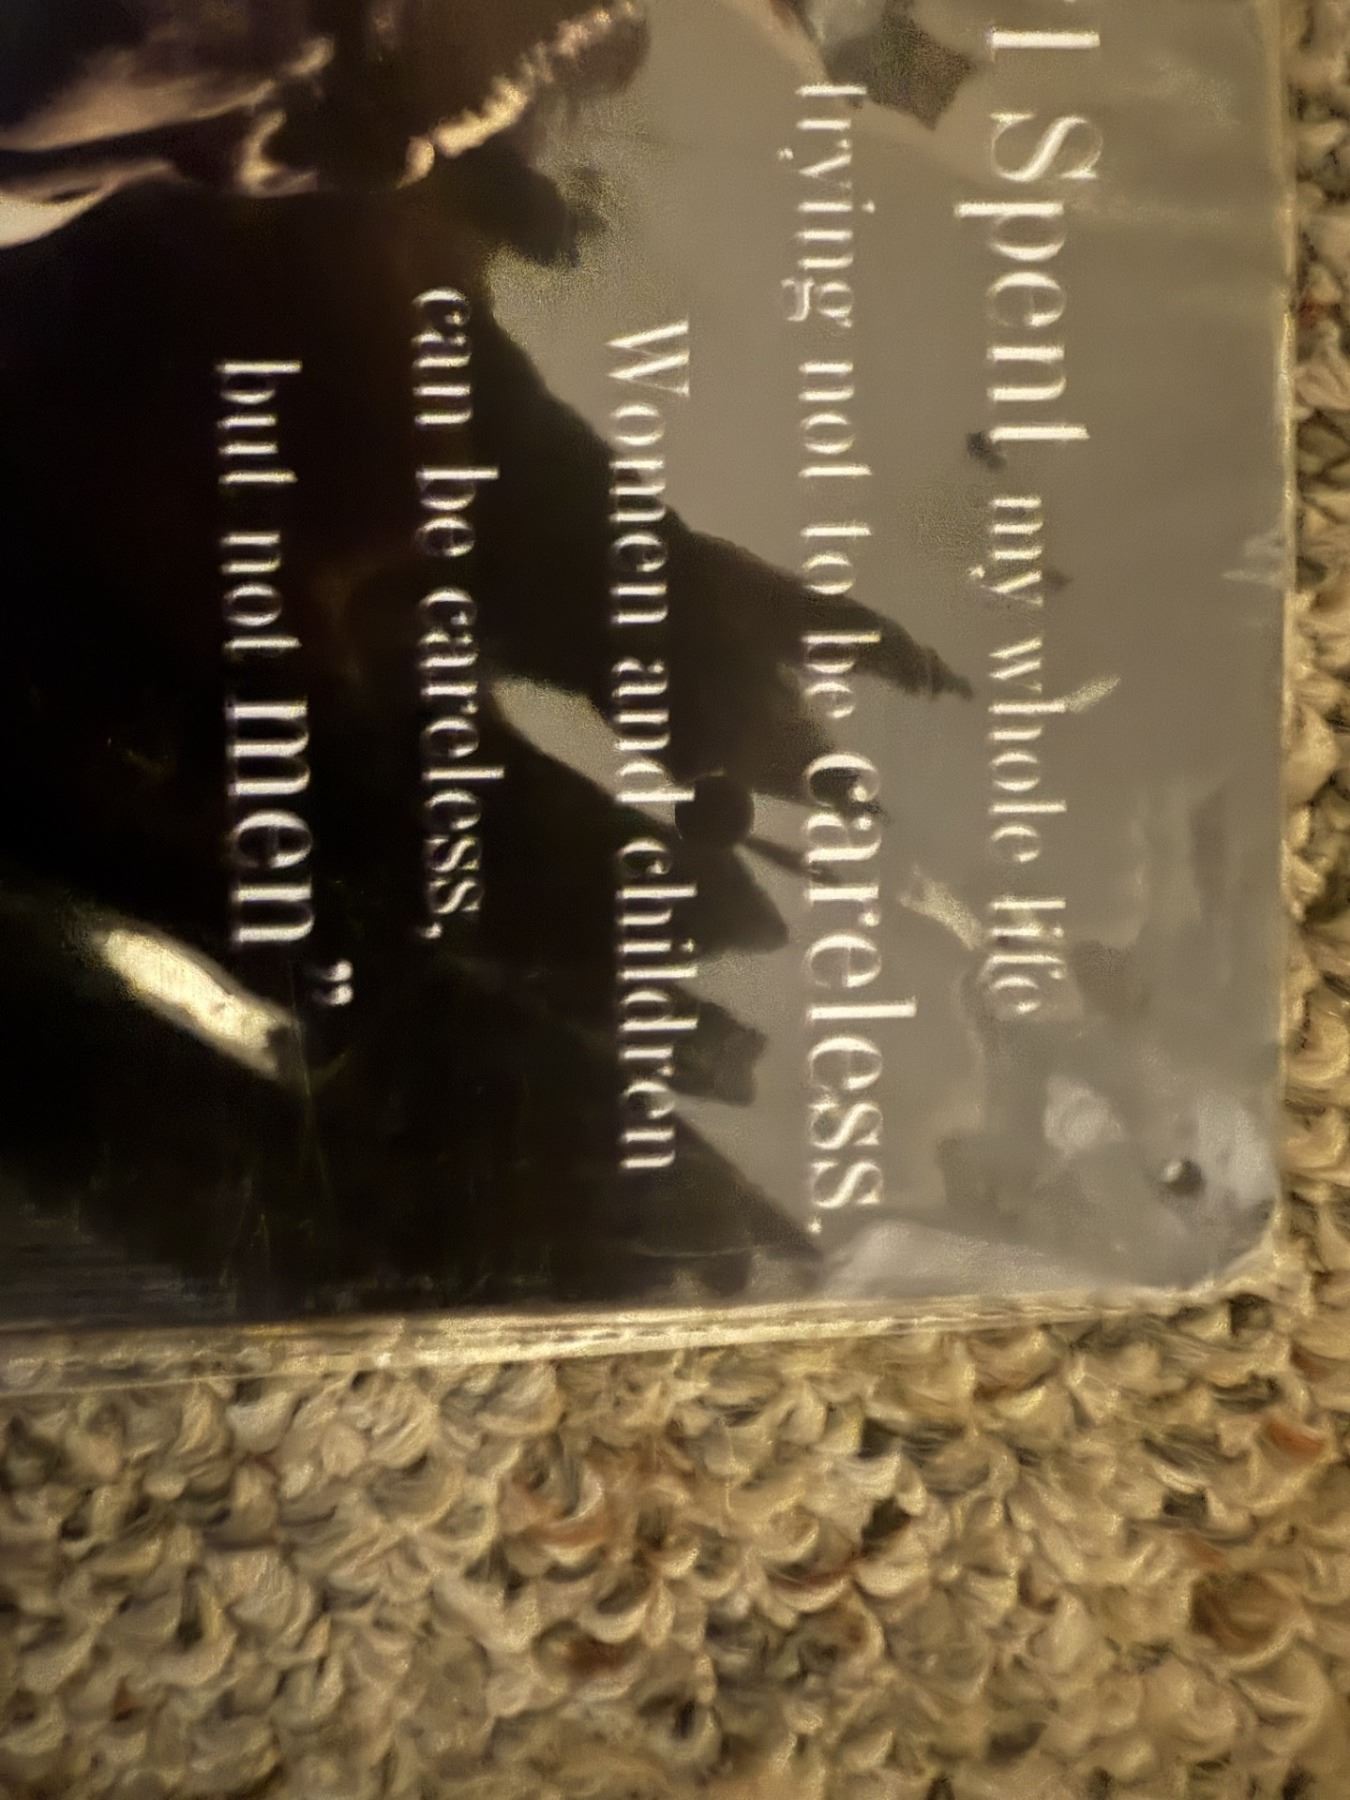 I Spent my whole life
trying not to be careless.
Women and children
can be careless,
but not men”